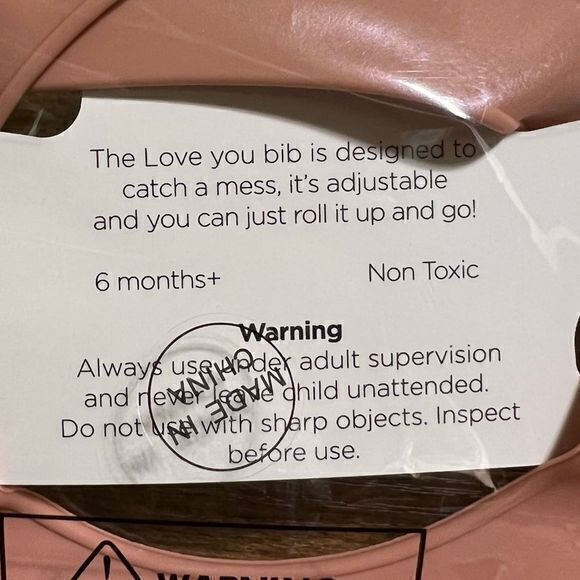 The Love you bib is designed to
catch a mess, it's adjustable
and you can just roll it up and go!
6 months+ Non Toxic
Warning
Always use under adult supervision
and never leave child unattended.
Do not use with sharp objects. Inspect
before use.
MADE IN
CHINA
WARNING